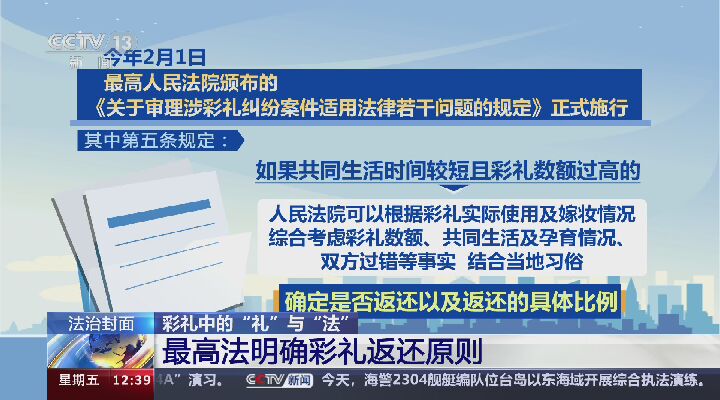 CCTV 13
新闻
今年2月1日
最高人民法院颁布的
《关于审理涉彩礼纠纷案件适用法律若干问题的规定》正式施行
其中第五条规定：
如果共同生活时间较短且彩礼数额过高的
人民法院可以根据彩礼实际使用及嫁妆情况
综合考虑彩礼数额、共同生活及孕育情况、
双方过错等事实 结合当地习俗
确定是否返还以及返还的具体比例
法治封面
彩礼中的“礼”与“法”
最高法明确彩礼返还原则
星期五 12:39
4A”演习。 CCTV新闻 今天，海警2304舰艇编队位台岛以东海域开展综合执法演练。